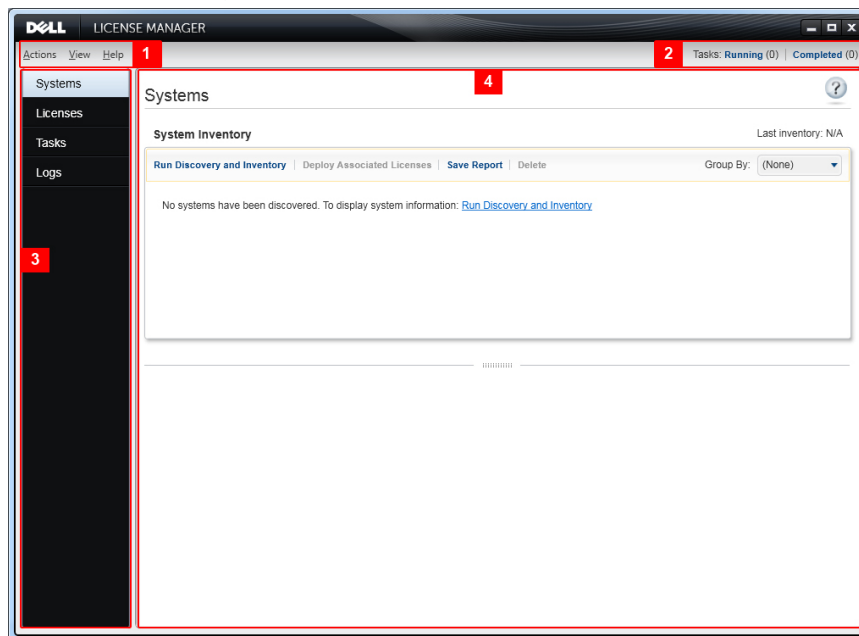 DELL LICENSE MANAGER
Actions View Help 1 2 Tasks: Running (0) | Completed (0)
Systems
Licenses
Tasks
Logs
3
4
Systems
?
System Inventory Last inventory: N/A
Run Discovery and Inventory | Deploy Associated Licenses | Save Report | Delete Group By: (None)
No systems have been discovered. To display system information: Run Discovery and Inventory